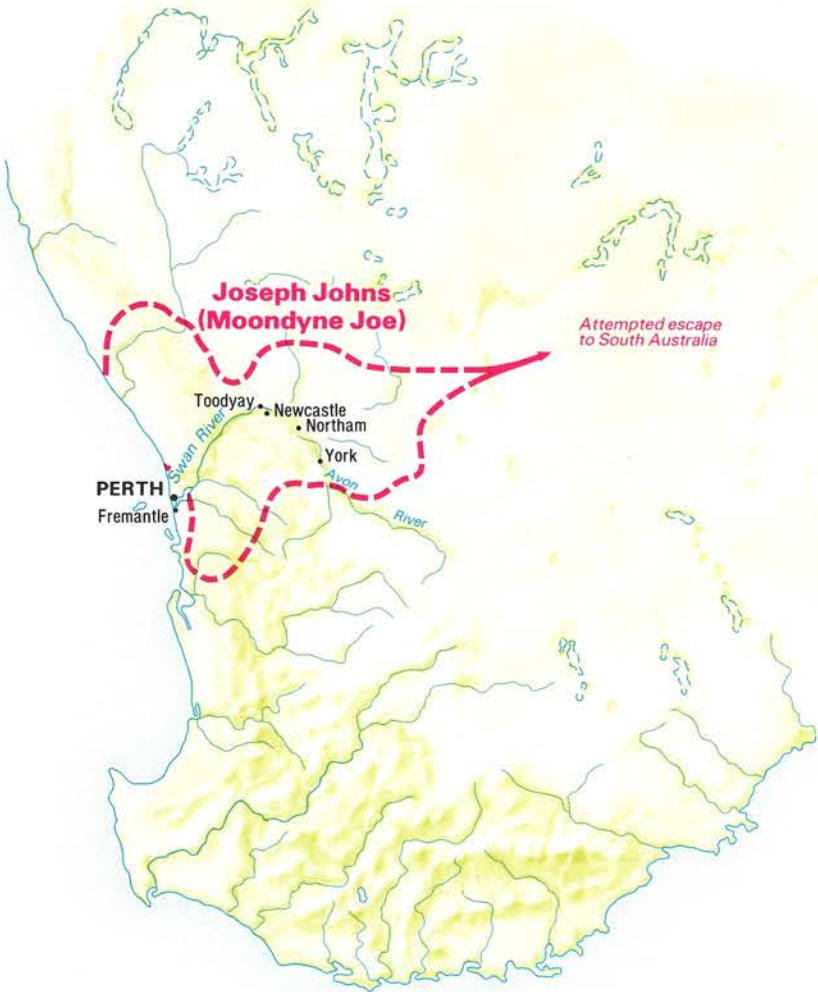 Joseph Johns
(Moondyne Joe)
Attempted escape
to South Australia
Toodyay
Newcastle
Northam
Swan River
York
Avon
River
PERTH
Fremantle